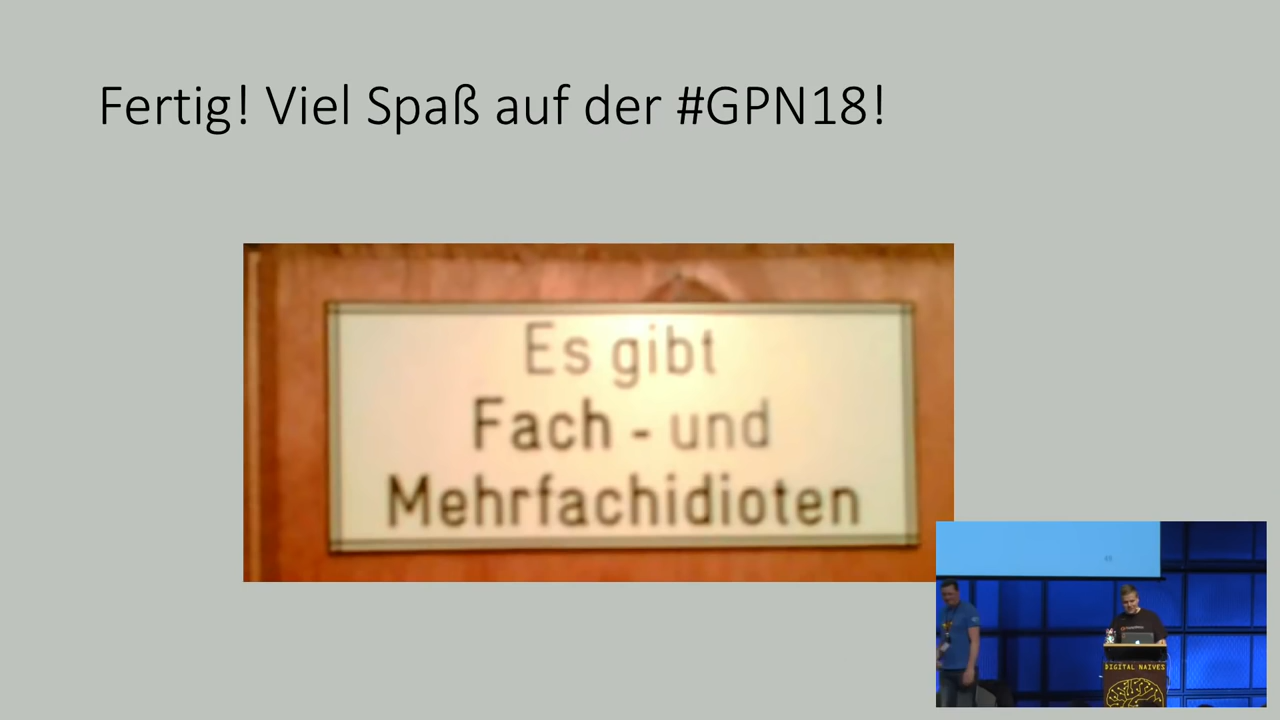 Fertig! Viel Spaß auf der #GPN18!
Es gibt
Fach - und
Mehrfachidioten
DIGITAL NAIVES